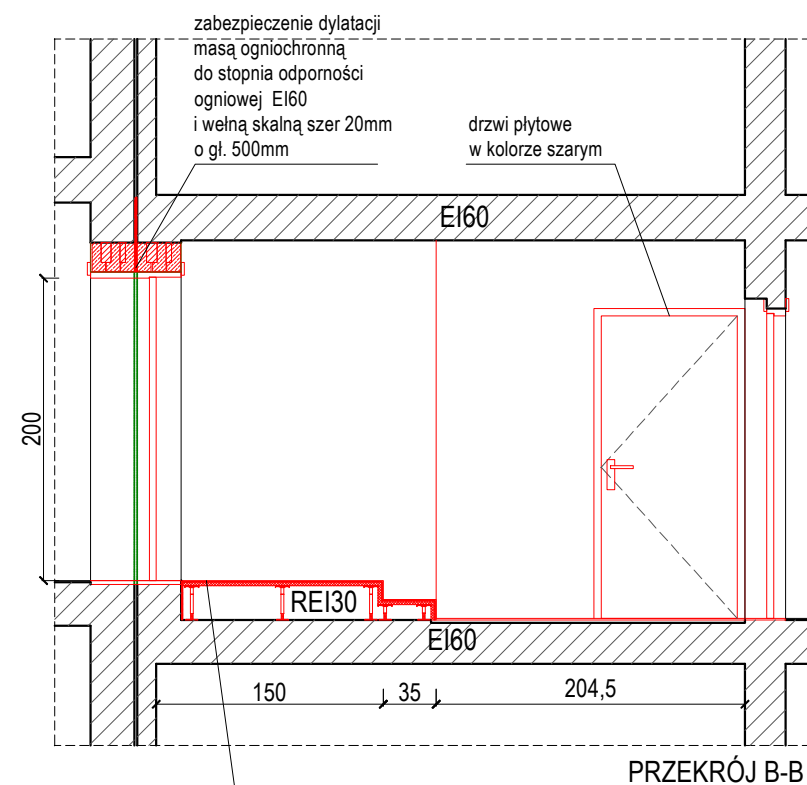 zabezpieczenie dylatacji
masą ogniochronną
do stopnia odporności
ogniowej EI60
i wełną skalną szer 20mm
o gł. 500mm
drzwi płytowe
w kolorze szarym
EI60
200
REI30
EI60
150
35
204,5
PRZEKRÓJ B-B